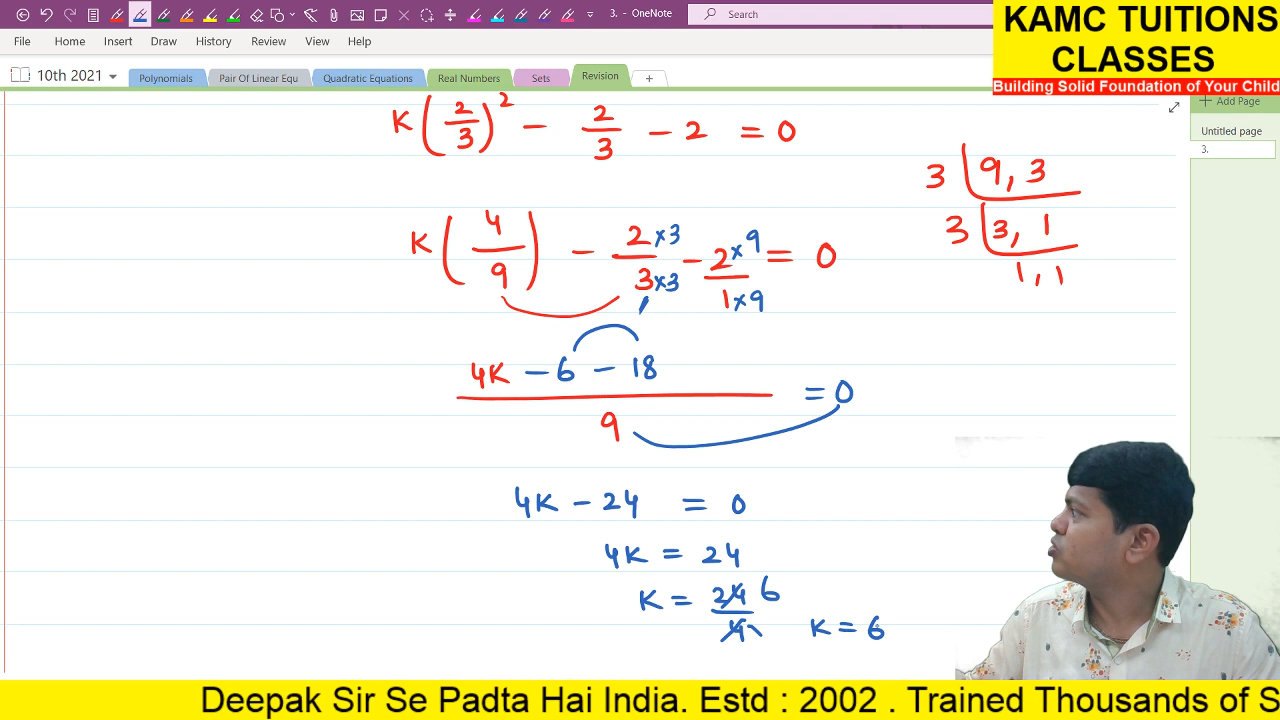 3. - OneNote
Search
File Home Insert Draw History Review View Help
10th 2021
Polynomials
Pair Of Linear Equ
Quadratic Equations
Real Numbers
Sets
Revision
KAMC TUITIONS
CLASSES
Building Solid Foundation of Your Child
Add Page
Untitled page
3.
K(2/3)² - 2/3 - 2 = 0
3 | 9, 3
3 | 3, 1
1, 1
K(4/9) - 2×3/3×3 - 2×9/1×9 = 0
4K - 6 - 18
9
= 0
4K - 24 = 0
4K = 24
K = 24/4 6
K = 6
Deepak Sir Se Padta Hai India. Estd : 2002 . Trained Thousands of S